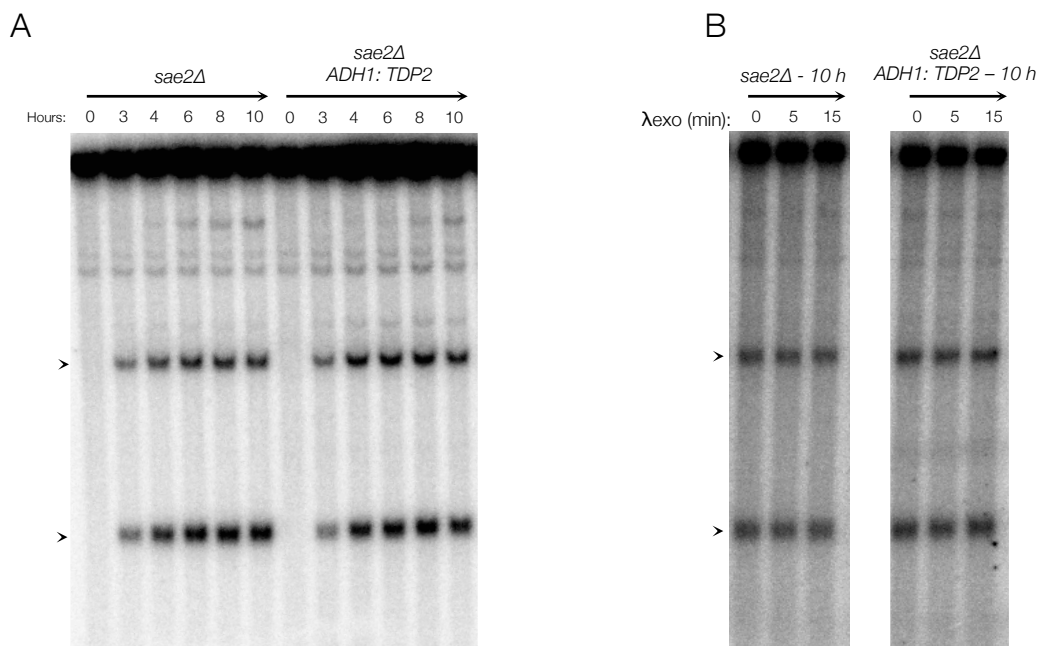 A
sae2Δ
sae2Δ
ADH1: TDP2
Hours: 0 3 4 6 8 10 0 3 4 6 8 10
B
sae2Δ - 10 h
sae2Δ
ADH1: TDP2 – 10 h
λexo (min): 0 5 15 0 5 15